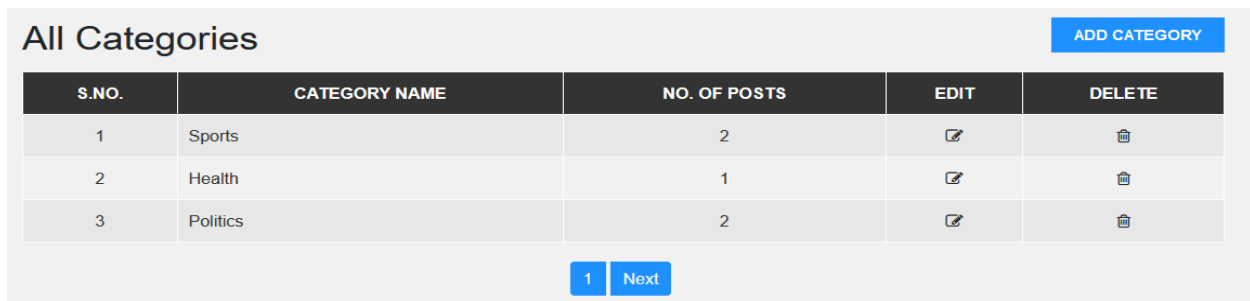 All Categories
ADD CATEGORY
S.NO. CATEGORY NAME NO. OF POSTS EDIT DELETE
1 Sports 2
2 Health 1
3 Politics 2
1 Next